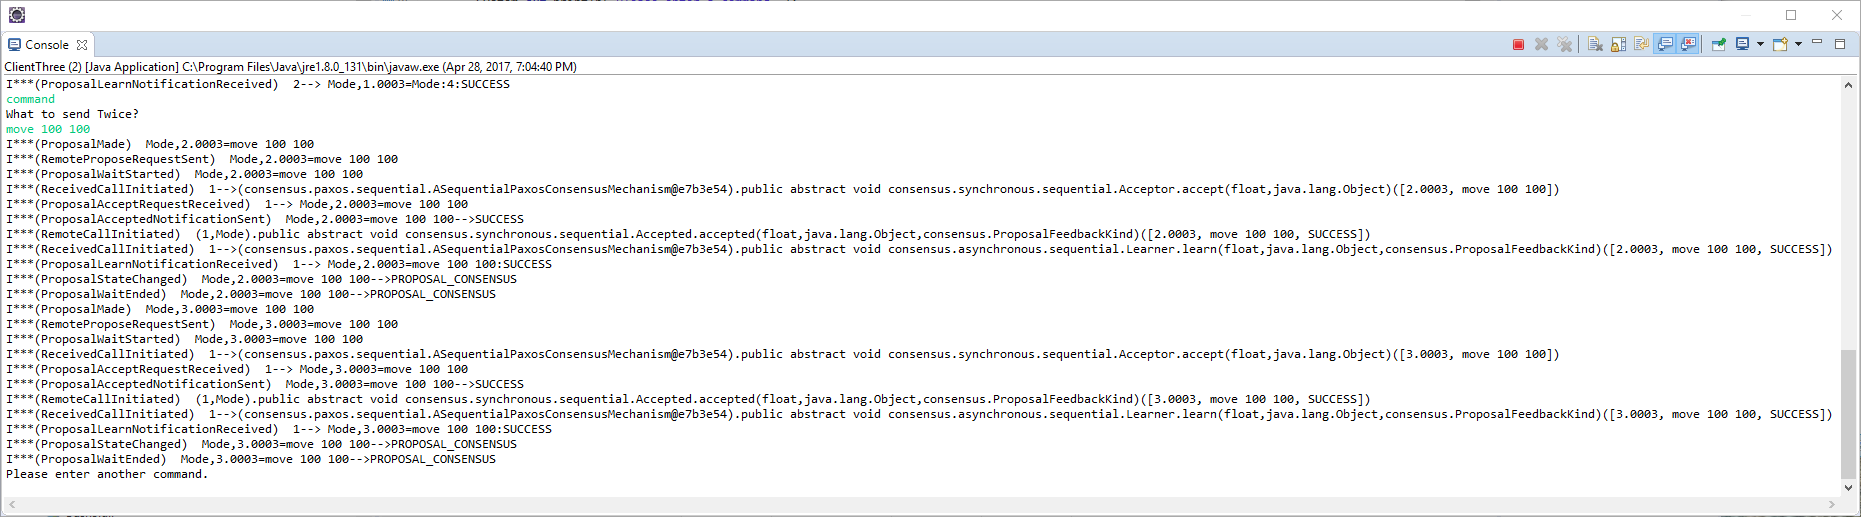 Console
ClientThree (2) [Java Application] C:\Program Files\Java\jre1.8.0_131\bin\javaw.exe (Apr 28, 2017, 7:04:40 PM)
I***(ProposalLearnNotificationReceived)  2--> Mode,1.0003=Mode:4:SUCCESS
command
What to send Twice?
move 100 100
I***(ProposalMade)  Mode,2.0003=move 100 100
I***(RemoteProposeRequestSent)  Mode,2.0003=move 100 100
I***(ProposalWaitStarted)  Mode,2.0003=move 100 100
I***(ReceivedCallInitiated)  1-->(consensus.paxos.sequential.ASequentialPaxosConsensusMechanism@e7b3e54).public abstract void consensus.synchronous.sequential.Acceptor.accept(float,java.lang.Object)([2.0003, move 100 100])
I***(ProposalAcceptRequestReceived)  1--> Mode,2.0003=move 100 100
I***(ProposalAcceptedNotificationSent)  Mode,2.0003=move 100 100-->SUCCESS
I***(RemoteCallInitiated)  (1,Mode).public abstract void consensus.synchronous.sequential.Accepted.accepted(float,java.lang.Object,consensus.ProposalFeedbackKind)([2.0003, move 100 100, SUCCESS])
I***(ReceivedCallInitiated)  1-->(consensus.paxos.sequential.ASequentialPaxosConsensusMechanism@e7b3e54).public abstract void consensus.asynchronous.sequential.Learner.learn(float,java.lang.Object,consensus.ProposalFeedbackKind)([2.0003, move 100 100, SUCCESS])
I***(ProposalLearnNotificationReceived)  1--> Mode,2.0003=move 100 100:SUCCESS
I***(ProposalStateChanged)  Mode,2.0003=move 100 100-->PROPOSAL_CONSENSUS
I***(ProposalWaitEnded)  Mode,2.0003=move 100 100-->PROPOSAL_CONSENSUS
I***(ProposalMade)  Mode,3.0003=move 100 100
I***(RemoteProposeRequestSent)  Mode,3.0003=move 100 100
I***(ProposalWaitStarted)  Mode,3.0003=move 100 100
I***(ReceivedCallInitiated)  1-->(consensus.paxos.sequential.ASequentialPaxosConsensusMechanism@e7b3e54).public abstract void consensus.synchronous.sequential.Acceptor.accept(float,java.lang.Object)([3.0003, move 100 100])
I***(ProposalAcceptRequestReceived)  1--> Mode,3.0003=move 100 100
I***(ProposalAcceptedNotificationSent)  Mode,3.0003=move 100 100-->SUCCESS
I***(RemoteCallInitiated)  (1,Mode).public abstract void consensus.synchronous.sequential.Accepted.accepted(float,java.lang.Object,consensus.ProposalFeedbackKind)([3.0003, move 100 100, SUCCESS])
I***(ReceivedCallInitiated)  1-->(consensus.paxos.sequential.ASequentialPaxosConsensusMechanism@e7b3e54).public abstract void consensus.asynchronous.sequential.Learner.learn(float,java.lang.Object,consensus.ProposalFeedbackKind)([3.0003, move 100 100, SUCCESS])
I***(ProposalLearnNotificationReceived)  1--> Mode,3.0003=move 100 100:SUCCESS
I***(ProposalStateChanged)  Mode,3.0003=move 100 100-->PROPOSAL_CONSENSUS
I***(ProposalWaitEnded)  Mode,3.0003=move 100 100-->PROPOSAL_CONSENSUS
Please enter another command.